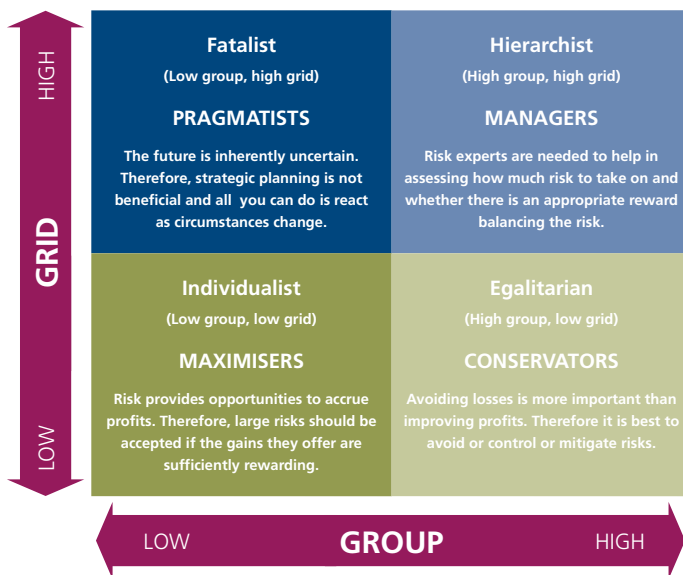 HIGH
GRID
LOW
Fatalist
(Low group, high grid)
PRAGMATISTS
The future is inherently uncertain.
Therefore, strategic planning is not
beneficial and all you can do is react
as circumstances change.
Hierarchist
(High group, high grid)
MANAGERS
Risk experts are needed to help in
assessing how much risk to take on and
whether there is an appropriate reward
balancing the risk.
Individualist
(Low group, low grid)
MAXIMISERS
Risk provides opportunities to accrue
profits. Therefore, large risks should be
accepted if the gains they offer are
sufficiently rewarding.
Egalitarian
(High group, low grid)
CONSERVATORS
Avoiding losses is more important than
improving profits. Therefore it is best to
avoid or control or mitigate risks.
LOW
GROUP
HIGH